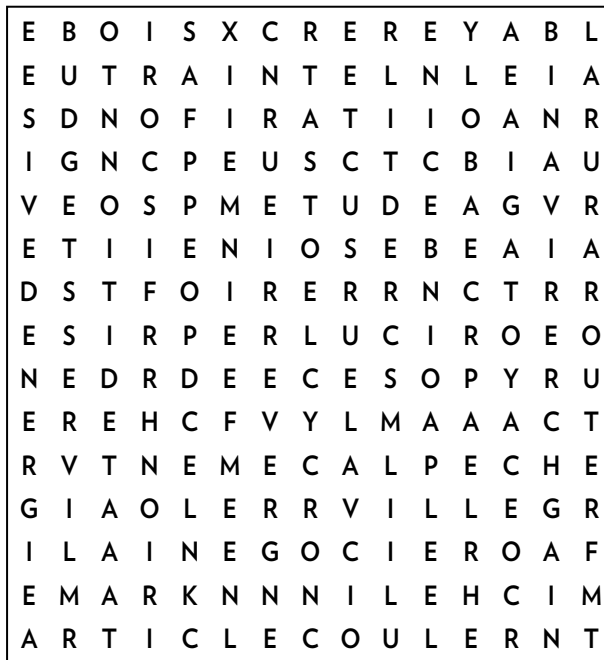 E B O I S X C R E R E Y A B L
E U T R A I N T E L N L E I A
S D N O F I R A T I I O A N R
I G N C P E U S C T C B I A U
V E O S P M E T U D E A G V R
E T I I E N I O S E B E A I A
D S T F O I R E R R N C T R R
E S I R P E R L U C I R O E O
N E D R D E E C E S O P Y R U
E R E H C F V Y L M A A A C T
R V T N E M E C A L P E C H E
G I A O L E R R V I L L E G R
I L A I N E G O C I E R O A F
E M A R K N N N I L E H C I M
A R T I C L E C O U L E R N T